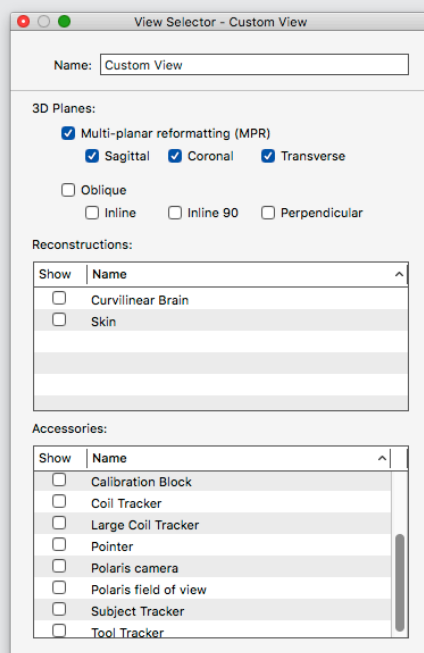 View Selector - Custom View
Name: Custom View
3D Planes:
Multi-planar reformatting (MPR)
Sagittal Coronal Transverse
Oblique
Inline Inline 90 Perpendicular
Reconstructions:
Show Name
Curvilinear Brain
Skin
Accessories:
Show Name
Calibration Block
Coil Tracker
Large Coil Tracker
Pointer
Polaris camera
Polaris field of view
Subject Tracker
Tool Tracker